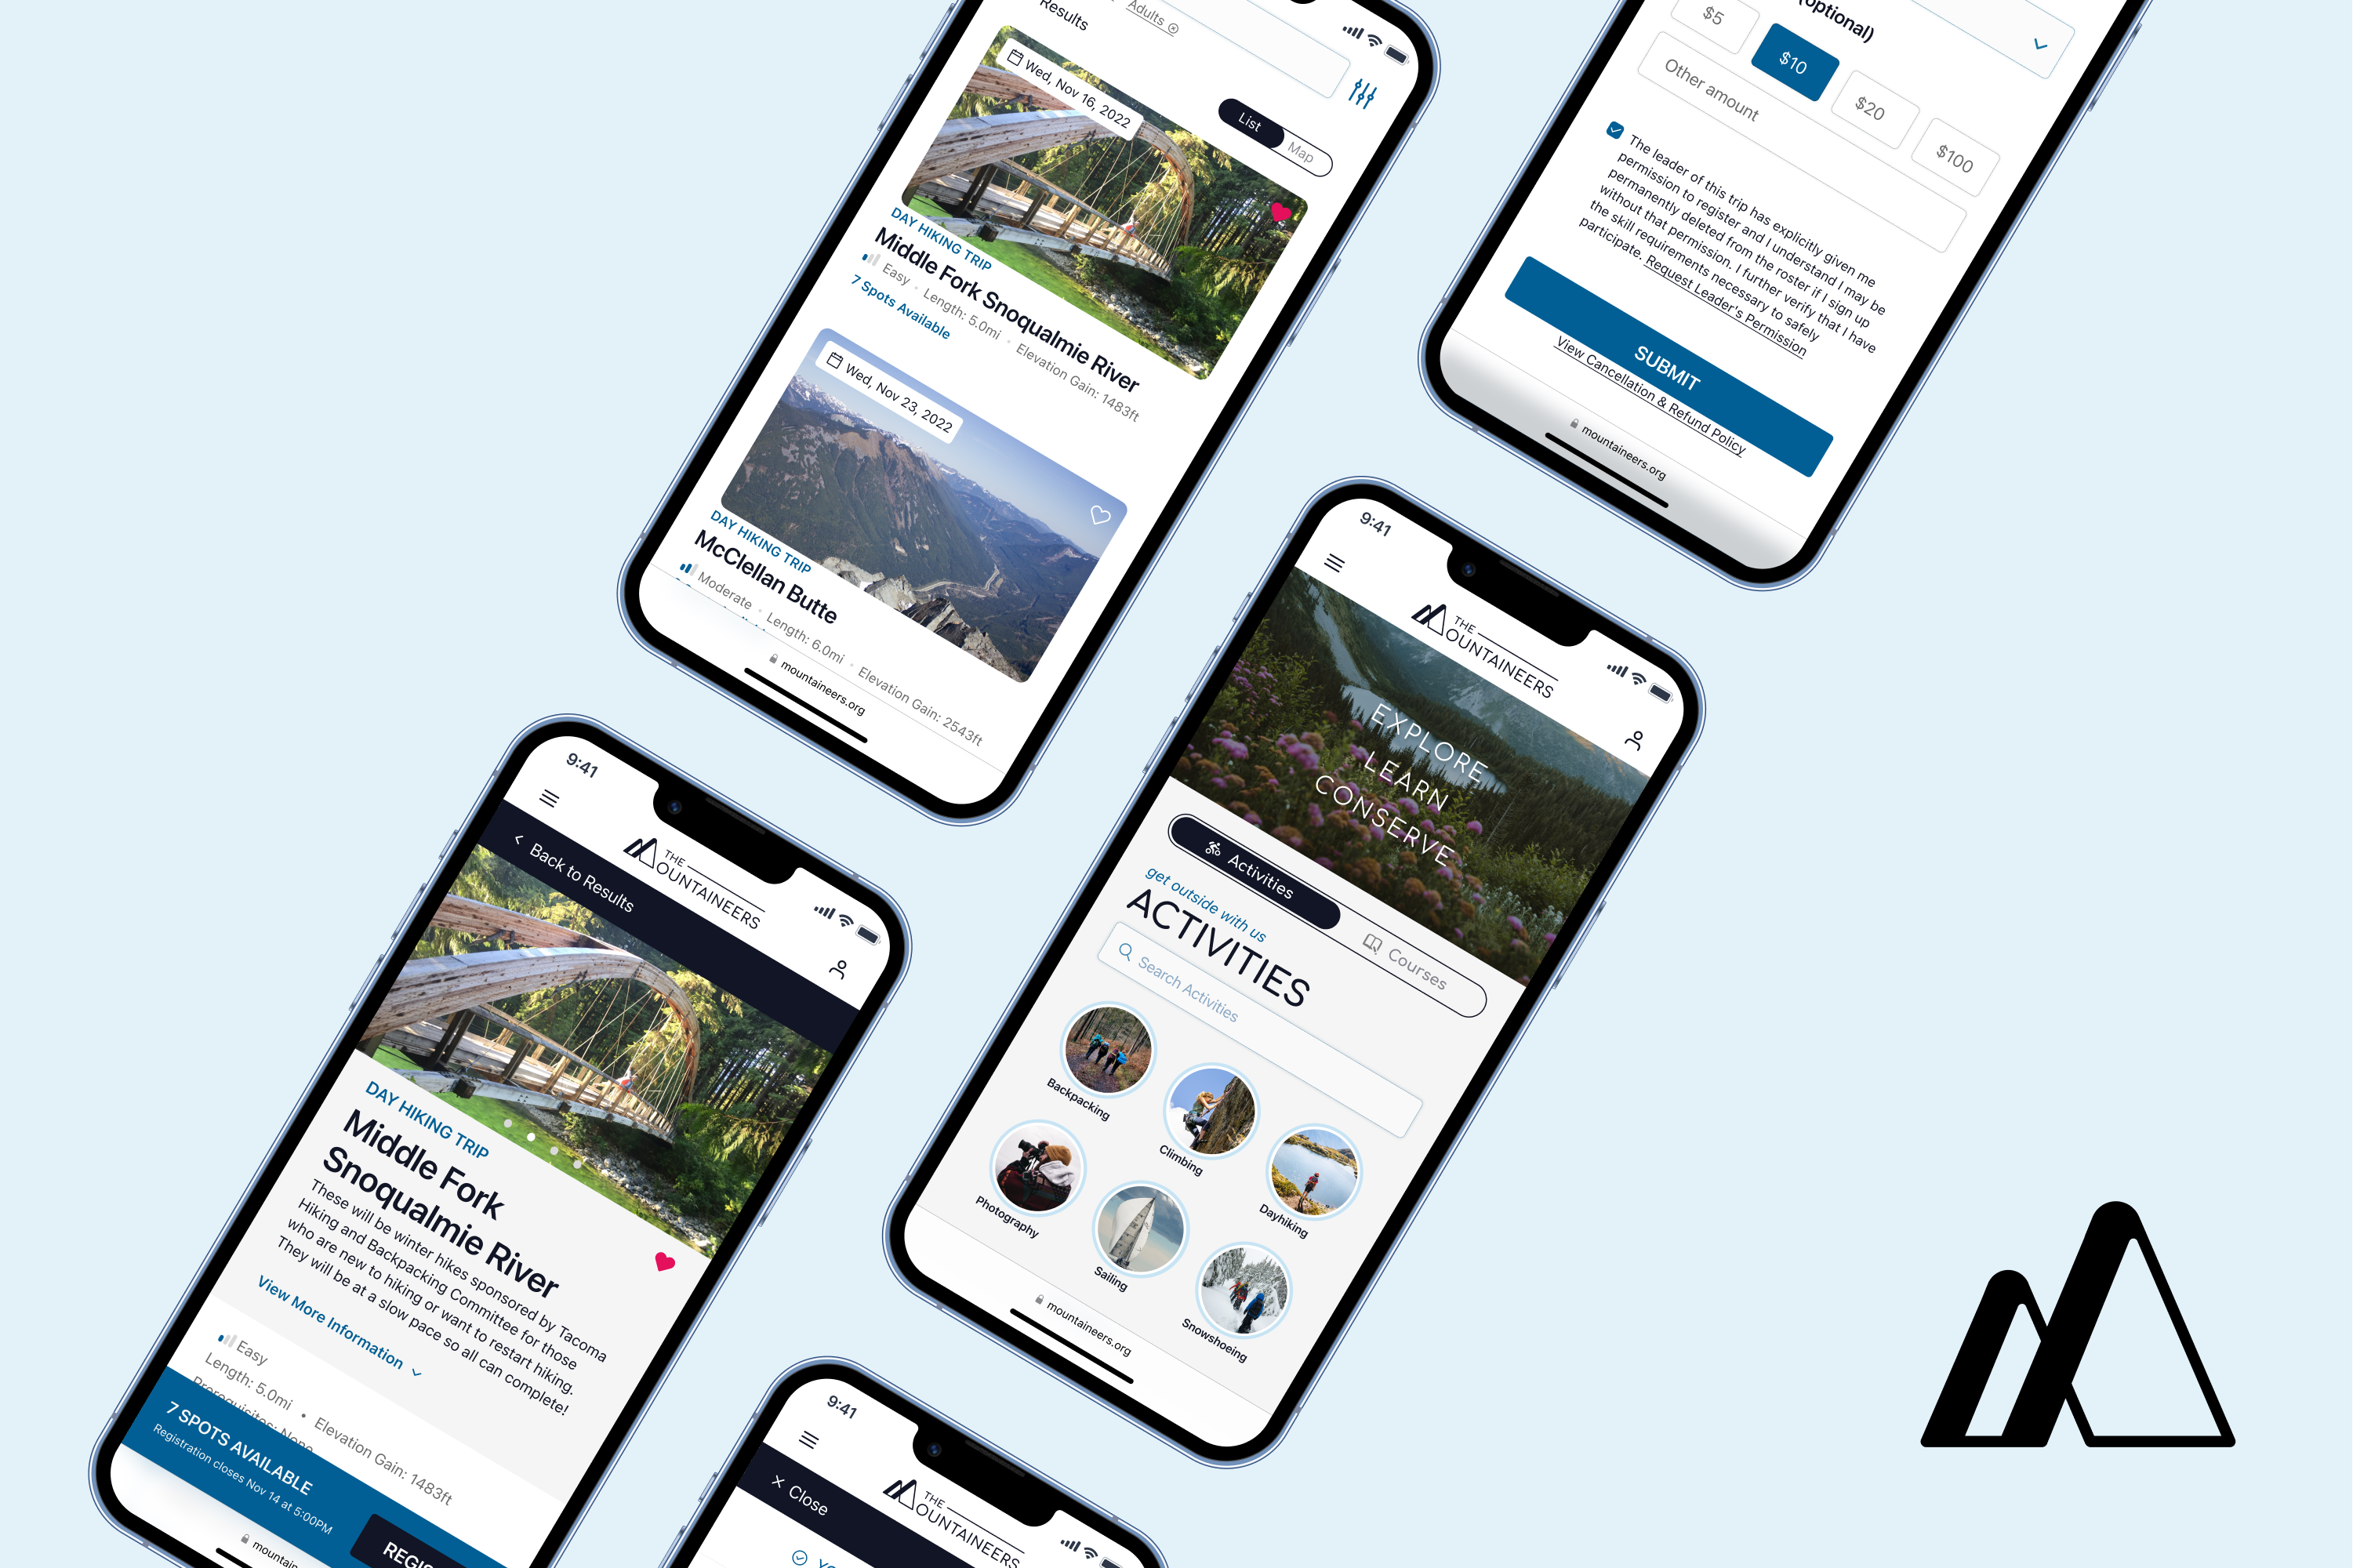 Adults
Results
Wed, Nov 16, 2022
List
Map
DAY HIKING TRIP
Middle Fork Snoqualmie River
Easy • Length: 5.0mi • Elevation Gain: 1483ft
7 Spots Available
Wed, Nov 23, 2022
DAY HIKING TRIP
McClellan Butte
Moderate • Length: 6.0mi • Elevation Gain: 2543ft
mountaineers.org
(optional)
$5
$10
$20
$100
Other amount
The leader of this trip has explicitly given me
permission to register and I understand I may be
permanently deleted from the roster if I sign up
without that permission. I further verify that I have
the skill requirements necessary to safely
participate. Request Leader's Permission
SUBMIT
View Cancellation & Refund Policy
mountaineers.org
9:41
THE
MOUNTAINEERS
EXPLORE
LEARN
CONSERVE
Activities
Courses
get outside with us
ACTIVITIES
Search Activities
Backpacking
Climbing
Dayhiking
Photography
Sailing
Snowshoeing
mountaineers.org
9:41
THE
MOUNTAINEERS
Back to Results
DAY HIKING TRIP
Middle Fork
Snoqualmie River
These will be winter hikes sponsored by Tacoma
Hiking and Backpacking Committee for those
who are new to hiking or want to restart hiking.
They will be at a slow pace so all can complete!
View More Information
Easy
Length: 5.0mi • Elevation Gain: 1483ft
Prerequisites: None
7 SPOTS AVAILABLE
Registration closes Nov 14 at 5:00PM
REGIS
mountain
9:41
THE
MOUNTAINEERS
Close